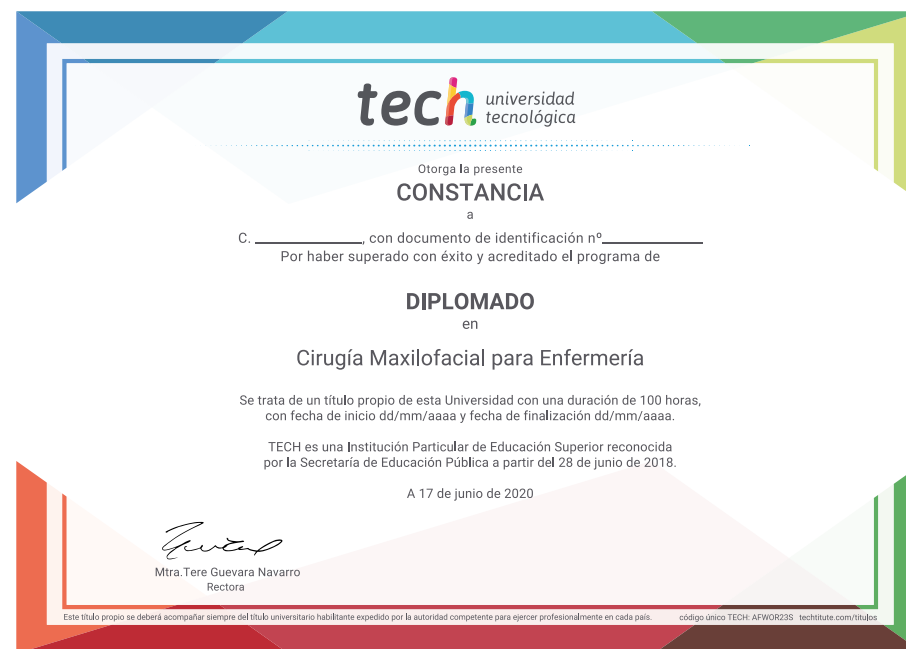 tech universidad
tecnológica
Otorga la presente
CONSTANCIA
a
C. ______________, con documento de identificación nº_____________
Por haber superado con éxito y acreditado el programa de
DIPLOMADO
en
Cirugía Maxilofacial para Enfermería
Se trata de un título propio de esta Universidad con una duración de 100 horas,
con fecha de inicio dd/mm/aaaa y fecha de finalización dd/mm/aaaa.
TECH es una Institución Particular de Educación Superior reconocida
por la Secretaría de Educación Pública a partir del 28 de junio de 2018.
A 17 de junio de 2020
Mtra.Tere Guevara Navarro
Rectora
Este título propio se deberá acompañar siempre del título universitario habilitante expedido por la autoridad competente para ejercer profesionalmente en cada país. código único TECH: AFWOR23S techtitute.com/titulos